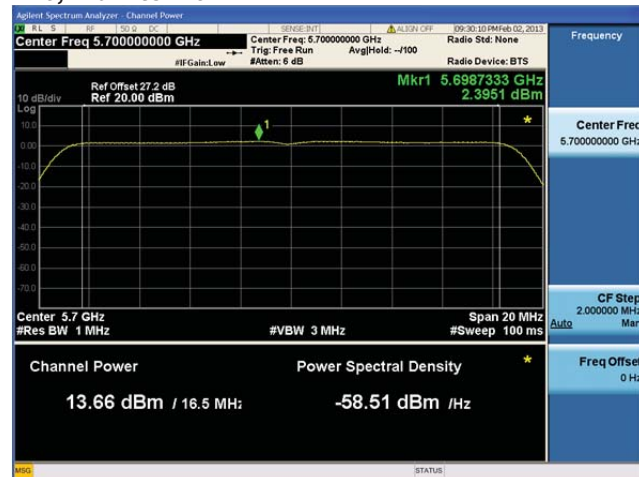 Agilent Spectrum Analyzer - Channel Power
RL S RF 50 Ω DC SENSE:INT ALIGN OFF 09:30:10 PM Feb 02, 2013
Center Freq 5.700000000 GHz
Center Freq: 5.700000000 GHz
Radio Std: None
Trig: Free Run Avg|Hold: --/100
#IFGain:Low #Atten: 6 dB
Radio Device: BTS
Ref Offset 27.2 dB
10 dB/div Ref 20.00 dBm
Mkr1 5.6987333 GHz
2.3951 dBm
Log
10.0
0.00
-10.0
-20.0
-30.0
-40.0
-50.0
-60.0
-70.0
1
*
Center 5.7 GHz Span 20 MHz
#Res BW 1 MHz #VBW 3 MHz #Sweep 100 ms
Channel Power Power Spectral Density *
13.66 dBm / 16.5 MHz -58.51 dBm /Hz
MSG STATUS
Frequency
Center Freq
5.700000000 GHz
CF Step
2.000000 MHz
Auto Man
Freq Offset
0 Hz